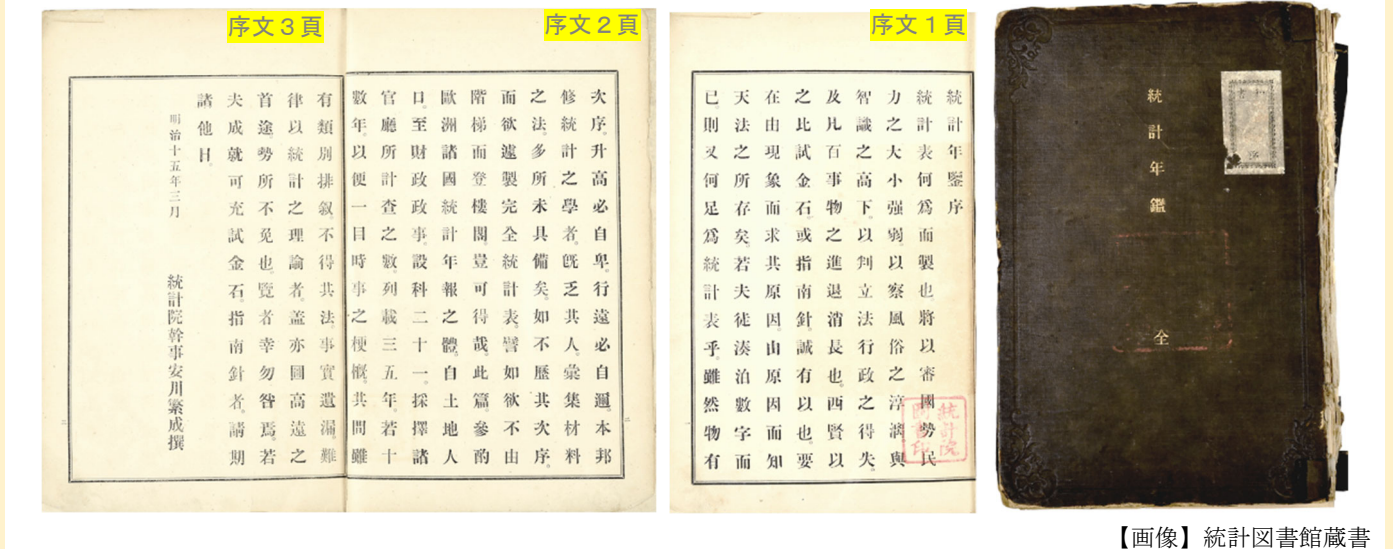 統計年鑑
全
序文1頁
統計年鑒序
統計表何爲而製也。將以審國勢民
力之大小强弱。以察風俗之淳漓與
智識之高下。以判立法行政之得失。
及凡百事物之進退消長也。西賢以
之比試金石。或指南針。誠有以也。要
在由現象而求其原因。由原因而知
天法之所存矣。若夫徒湊泊數字而
已。則又何足爲統計表乎。雖然物有
統計院
圖書印
序文2頁
次序。升高必自卑。行遠必自邇。本邦
修統計之學者。既乏其人。彙集材料
之法。多所未具備矣。如不歷其次序。
而欲遽製完全統計表。譬如欲不由
階梯而登樓閣。豈可得哉。此篇參酌
歐洲諸國統計年報之體。自土地人
口。至財政政事。設科二十一。採擇諸
官廳所計查之數。列載三五年。若十
數年。以便一目時事之梗概。其間雖
二
序文3頁
有類別排叙。不得其法。事實遺漏。難
律以統計之理論者。蓋亦圖高遠之
首途。勢所不免也。覽者幸勿咎焉。若
夫成就可充試金石。指南針者。請期
諸他日。
明治十五年三月
統計院幹事安川繁成撰
【画像】統計図書館蔵書